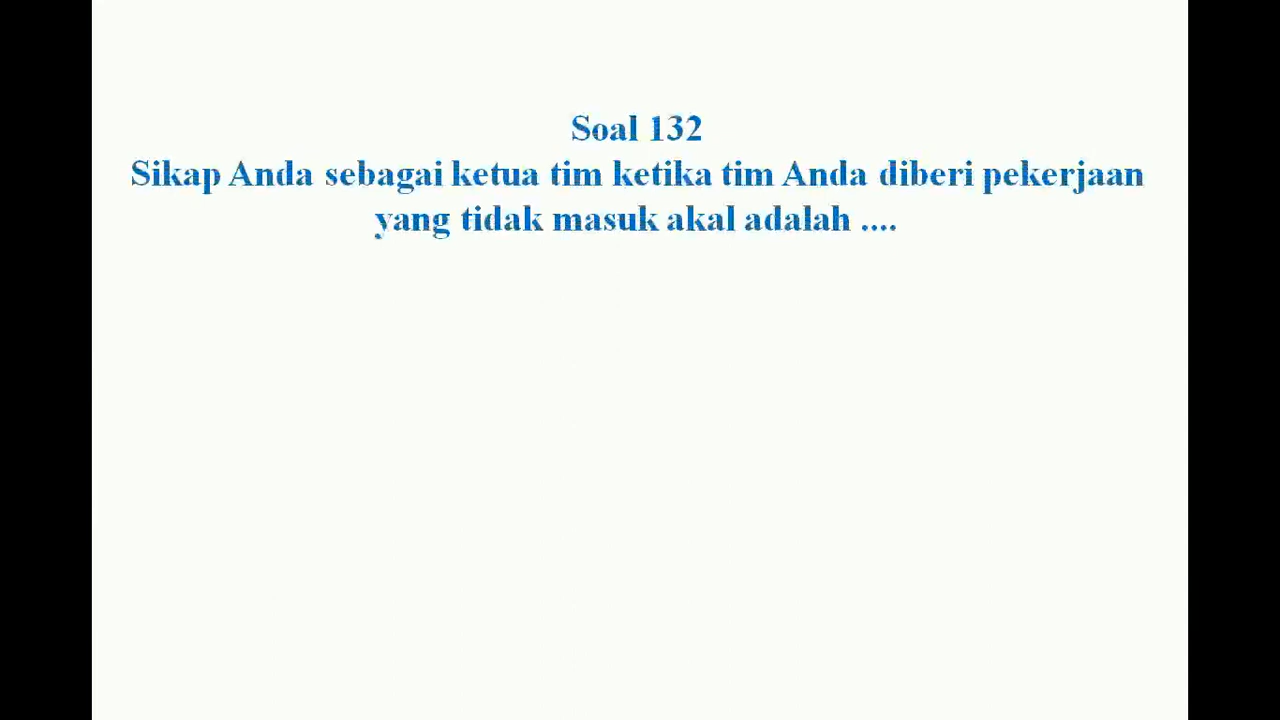 Soal 132
Sikap Anda sebagai ketua tim ketika tim Anda diberi pekerjaan
yang tidak masuk akal adalah ....